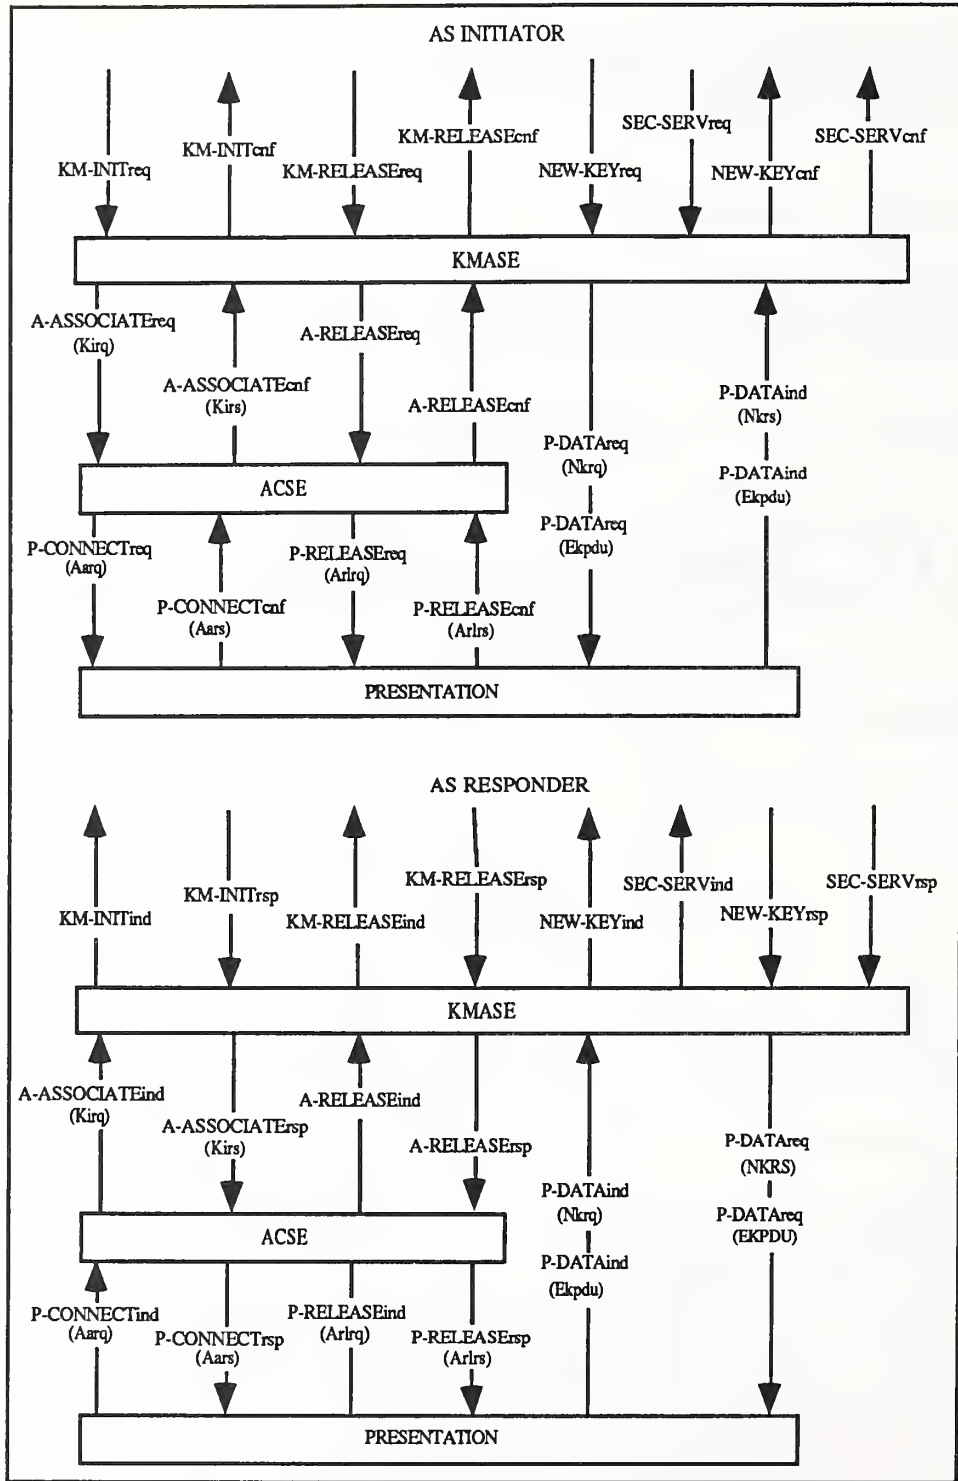 AS INITIATOR
KM-INITreq
KM-INITcnf
KM-RELEASEreq
KM-RELEASEcnf
NEW-KEYreq
SEC-SERVreq
NEW-KEYcnf
SEC-SERVcnf
KMASE
A-ASSOCIATEreq
(Kirq)
A-ASSOCIATEcnf
(Kirs)
A-RELEASEreq
A-RELEASEcnf
P-DATAreq
(Nkrq)
P-DATAreq
(Ekpdu)
P-DATAind
(Nkrs)
P-DATAind
(Ekpdu)
ACSE
P-CONNECTreq
(Aarq)
P-CONNECTcnf
(Aars)
P-RELEASEreq
(Arlrq)
P-RELEASEcnf
(Arlrs)
PRESENTATION
AS RESPONDER
KM-INITind
KM-INITrsp
KM-RELEASEind
KM-RELEASErsp
NEW-KEYind
SEC-SERVind
NEW-KEYrsp
SEC-SERVrsp
KMASE
A-ASSOCIATEind
(Kirq)
A-ASSOCIATErsp
(Kirs)
A-RELEASEind
A-RELEASErsp
P-DATAind
(Nkrq)
P-DATAind
(Ekpdu)
P-DATAreq
(NKRS)
P-DATAreq
(EKPDU)
ACSE
P-CONNECTind
(Aarq)
P-CONNECTrsp
(Aars)
P-RELEASEind
(Arlrq)
P-RELEASErsp
(Arlrs)
PRESENTATION